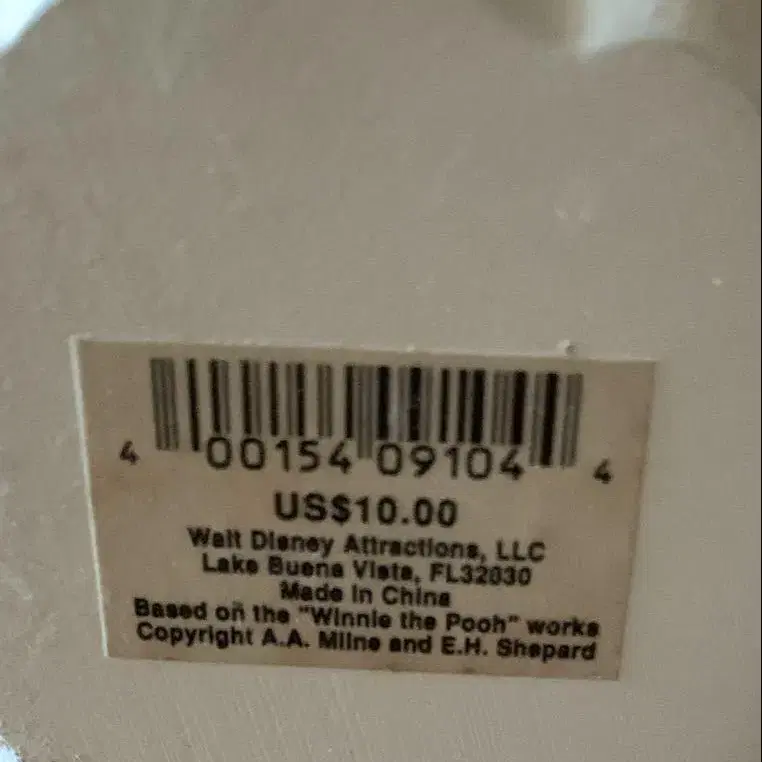 4 00154 09104 4
US$10.00
Walt Disney Attractions, LLC
Lake Buena Vista, FL32830
Made in China
Based on the "Winnie the Pooh" works
Copyright A.A. Milne and E.H. Shepard